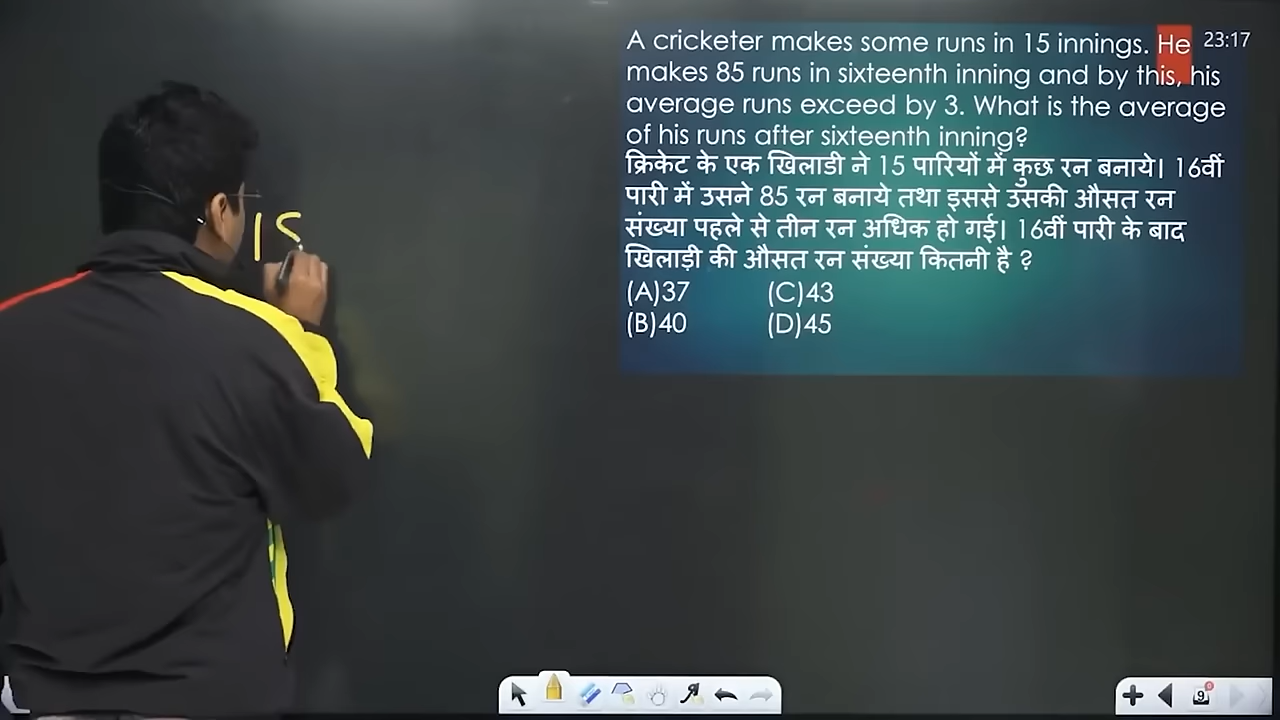 A cricketer makes some runs in 15 innings. He
23:17
makes 85 runs in sixteenth inning and by this, his
average runs exceed by 3. What is the average
of his runs after sixteenth inning?
क्रिकेट के एक खिलाडी ने 15 पारियों में कुछ रन बनाये। 16वीं
पारी में उसने 85 रन बनाये तथा इससे उसकी औसत रन
संख्या पहले से तीन रन अधिक हो गई। 16वीं पारी के बाद
खिलाड़ी की औसत रन संख्या कितनी है ?
(A)37 (C)43
(B)40 (D)45
15
9